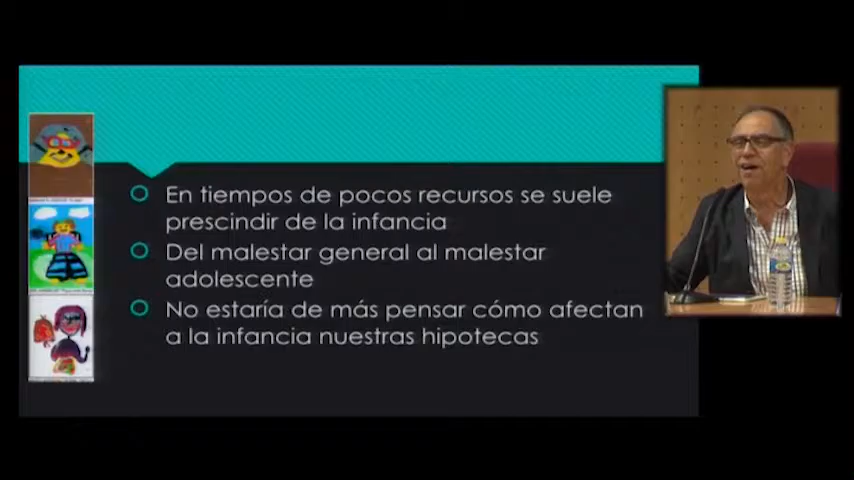 En tiempos de pocos recursos se suele
prescindir de la infancia
Del malestar general al malestar
adolescente
No estaría de más pensar cómo afectan
a la infancia nuestras hipotecas